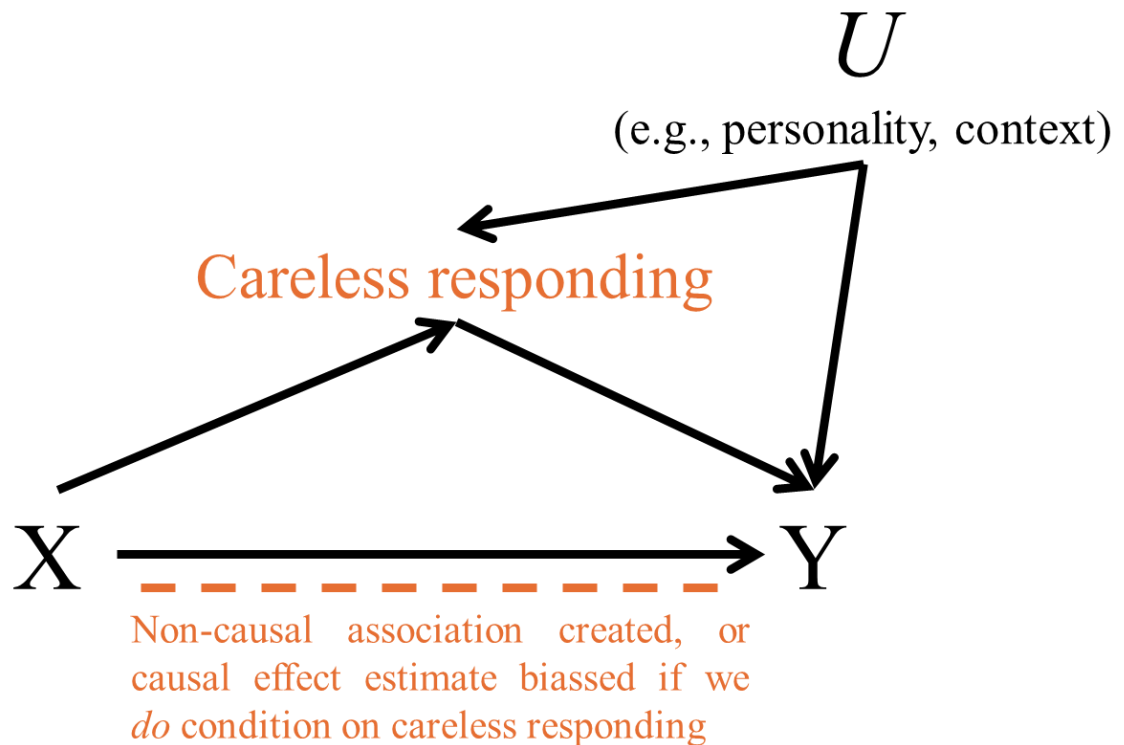 U
(e.g., personality, context)
Careless responding
X
Y
Non-causal association created, or
causal effect estimate biassed if we
do condition on careless responding